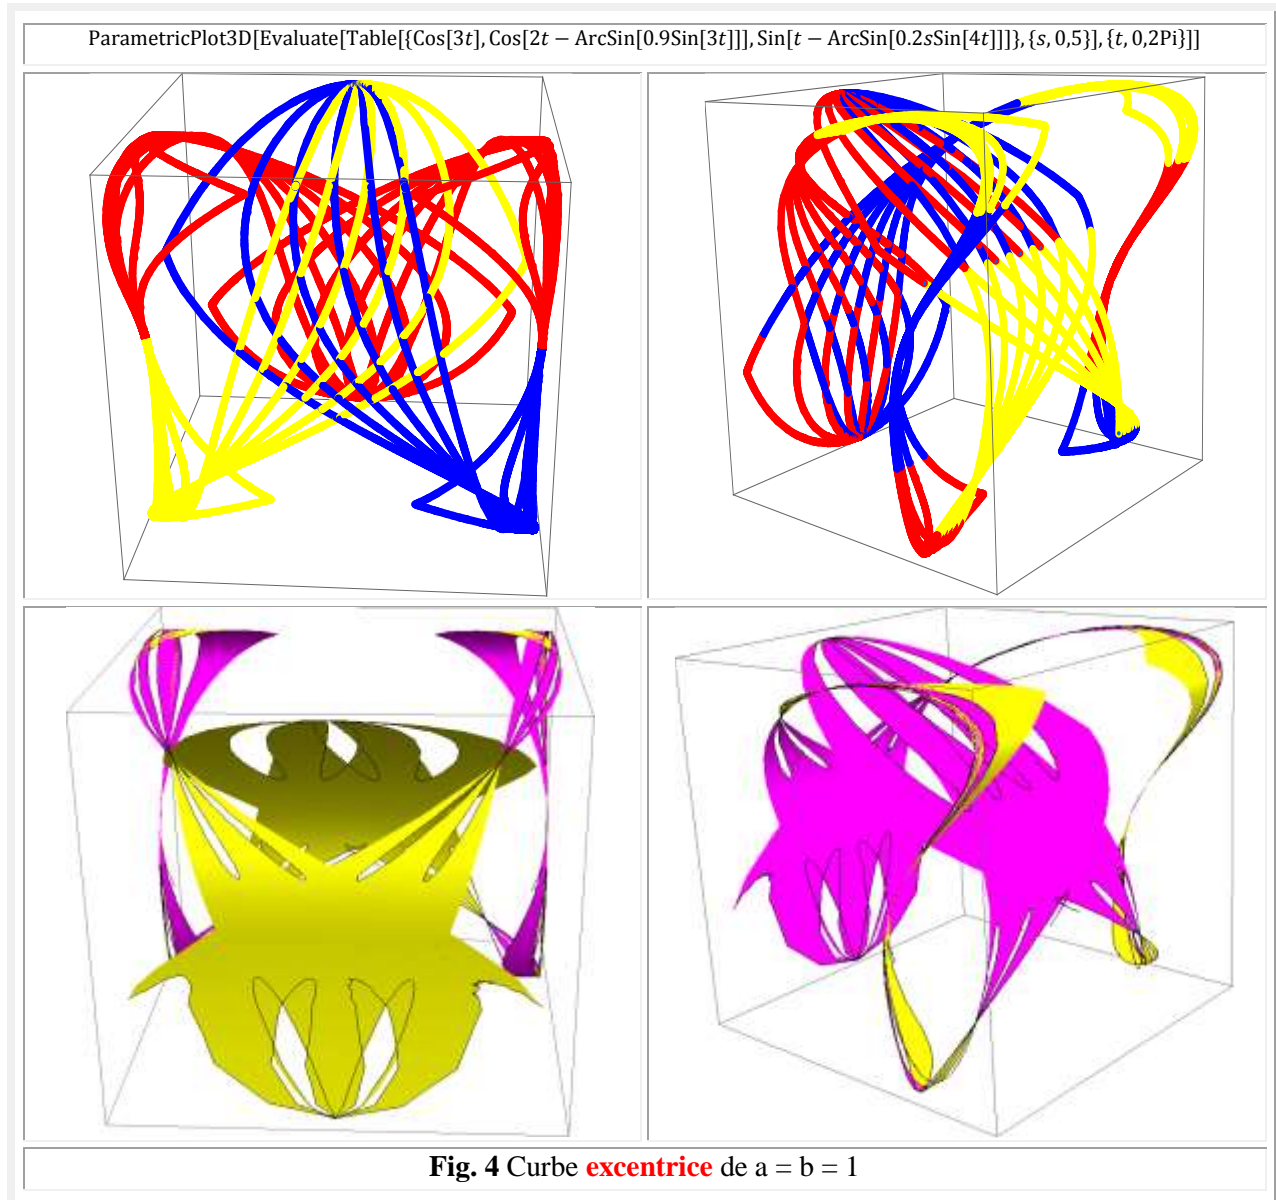 ParametricPlot3D[Evaluate[Table[{Cos[3𝑡], Cos[2𝑡 − ArcSin[0.9Sin[3𝑡]]], Sin[𝑡 − ArcSin[0.2𝑠Sin[4𝑡]]]}, {𝑠, 0,5}], {𝑡, 0,2Pi}]]
Fig. 4 Curbe excentrice de a = b = 1